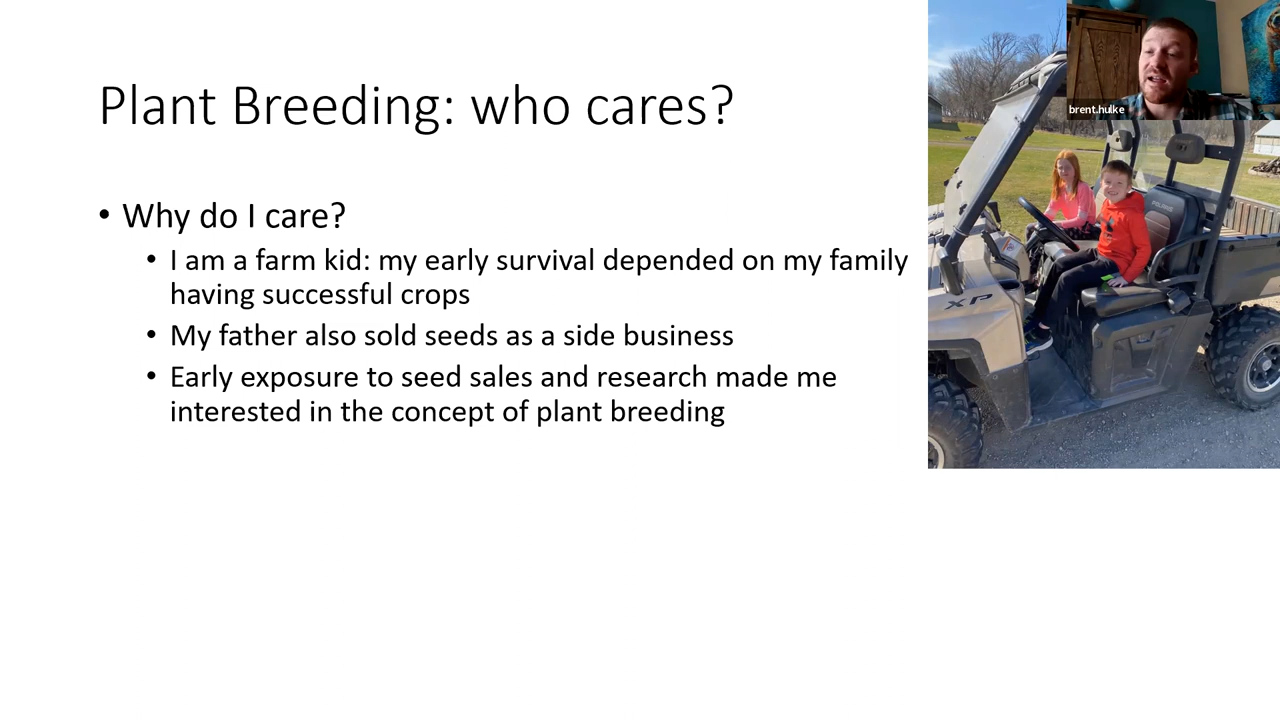 Plant Breeding: who cares?
brent.hulke
• Why do I care?
• I am a farm kid: my early survival depended on my family
having successful crops
• My father also sold seeds as a side business
• Early exposure to seed sales and research made me
interested in the concept of plant breeding
POLARIS
XP